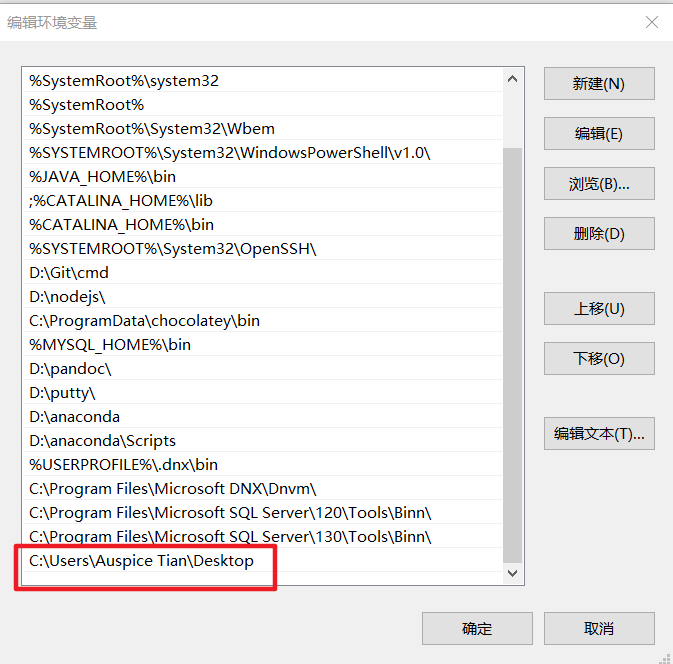 编辑环境变量
%SystemRoot%\system32
%SystemRoot%
%SystemRoot%\System32\Wbem
%SYSTEMROOT%\System32\WindowsPowerShell\v1.0\
%JAVA_HOME%\bin
;%CATALINA_HOME%\lib
%CATALINA_HOME%\bin
%SYSTEMROOT%\System32\OpenSSH\
D:\Git\cmd
D:\nodejs\
C:\ProgramData\chocolatey\bin
%MYSQL_HOME%\bin
D:\pandoc\
D:\putty\
D:\anaconda
D:\anaconda\Scripts
%USERPROFILE%\.dnx\bin
C:\Program Files\Microsoft DNX\Dnvm\
C:\Program Files\Microsoft SQL Server\120\Tools\Binn\
C:\Program Files\Microsoft SQL Server\130\Tools\Binn\
C:\Users\Auspice Tian\Desktop
新建(N)
编辑(E)
浏览(B)...
删除(D)
上移(U)
下移(O)
编辑文本(T)...
确定
取消